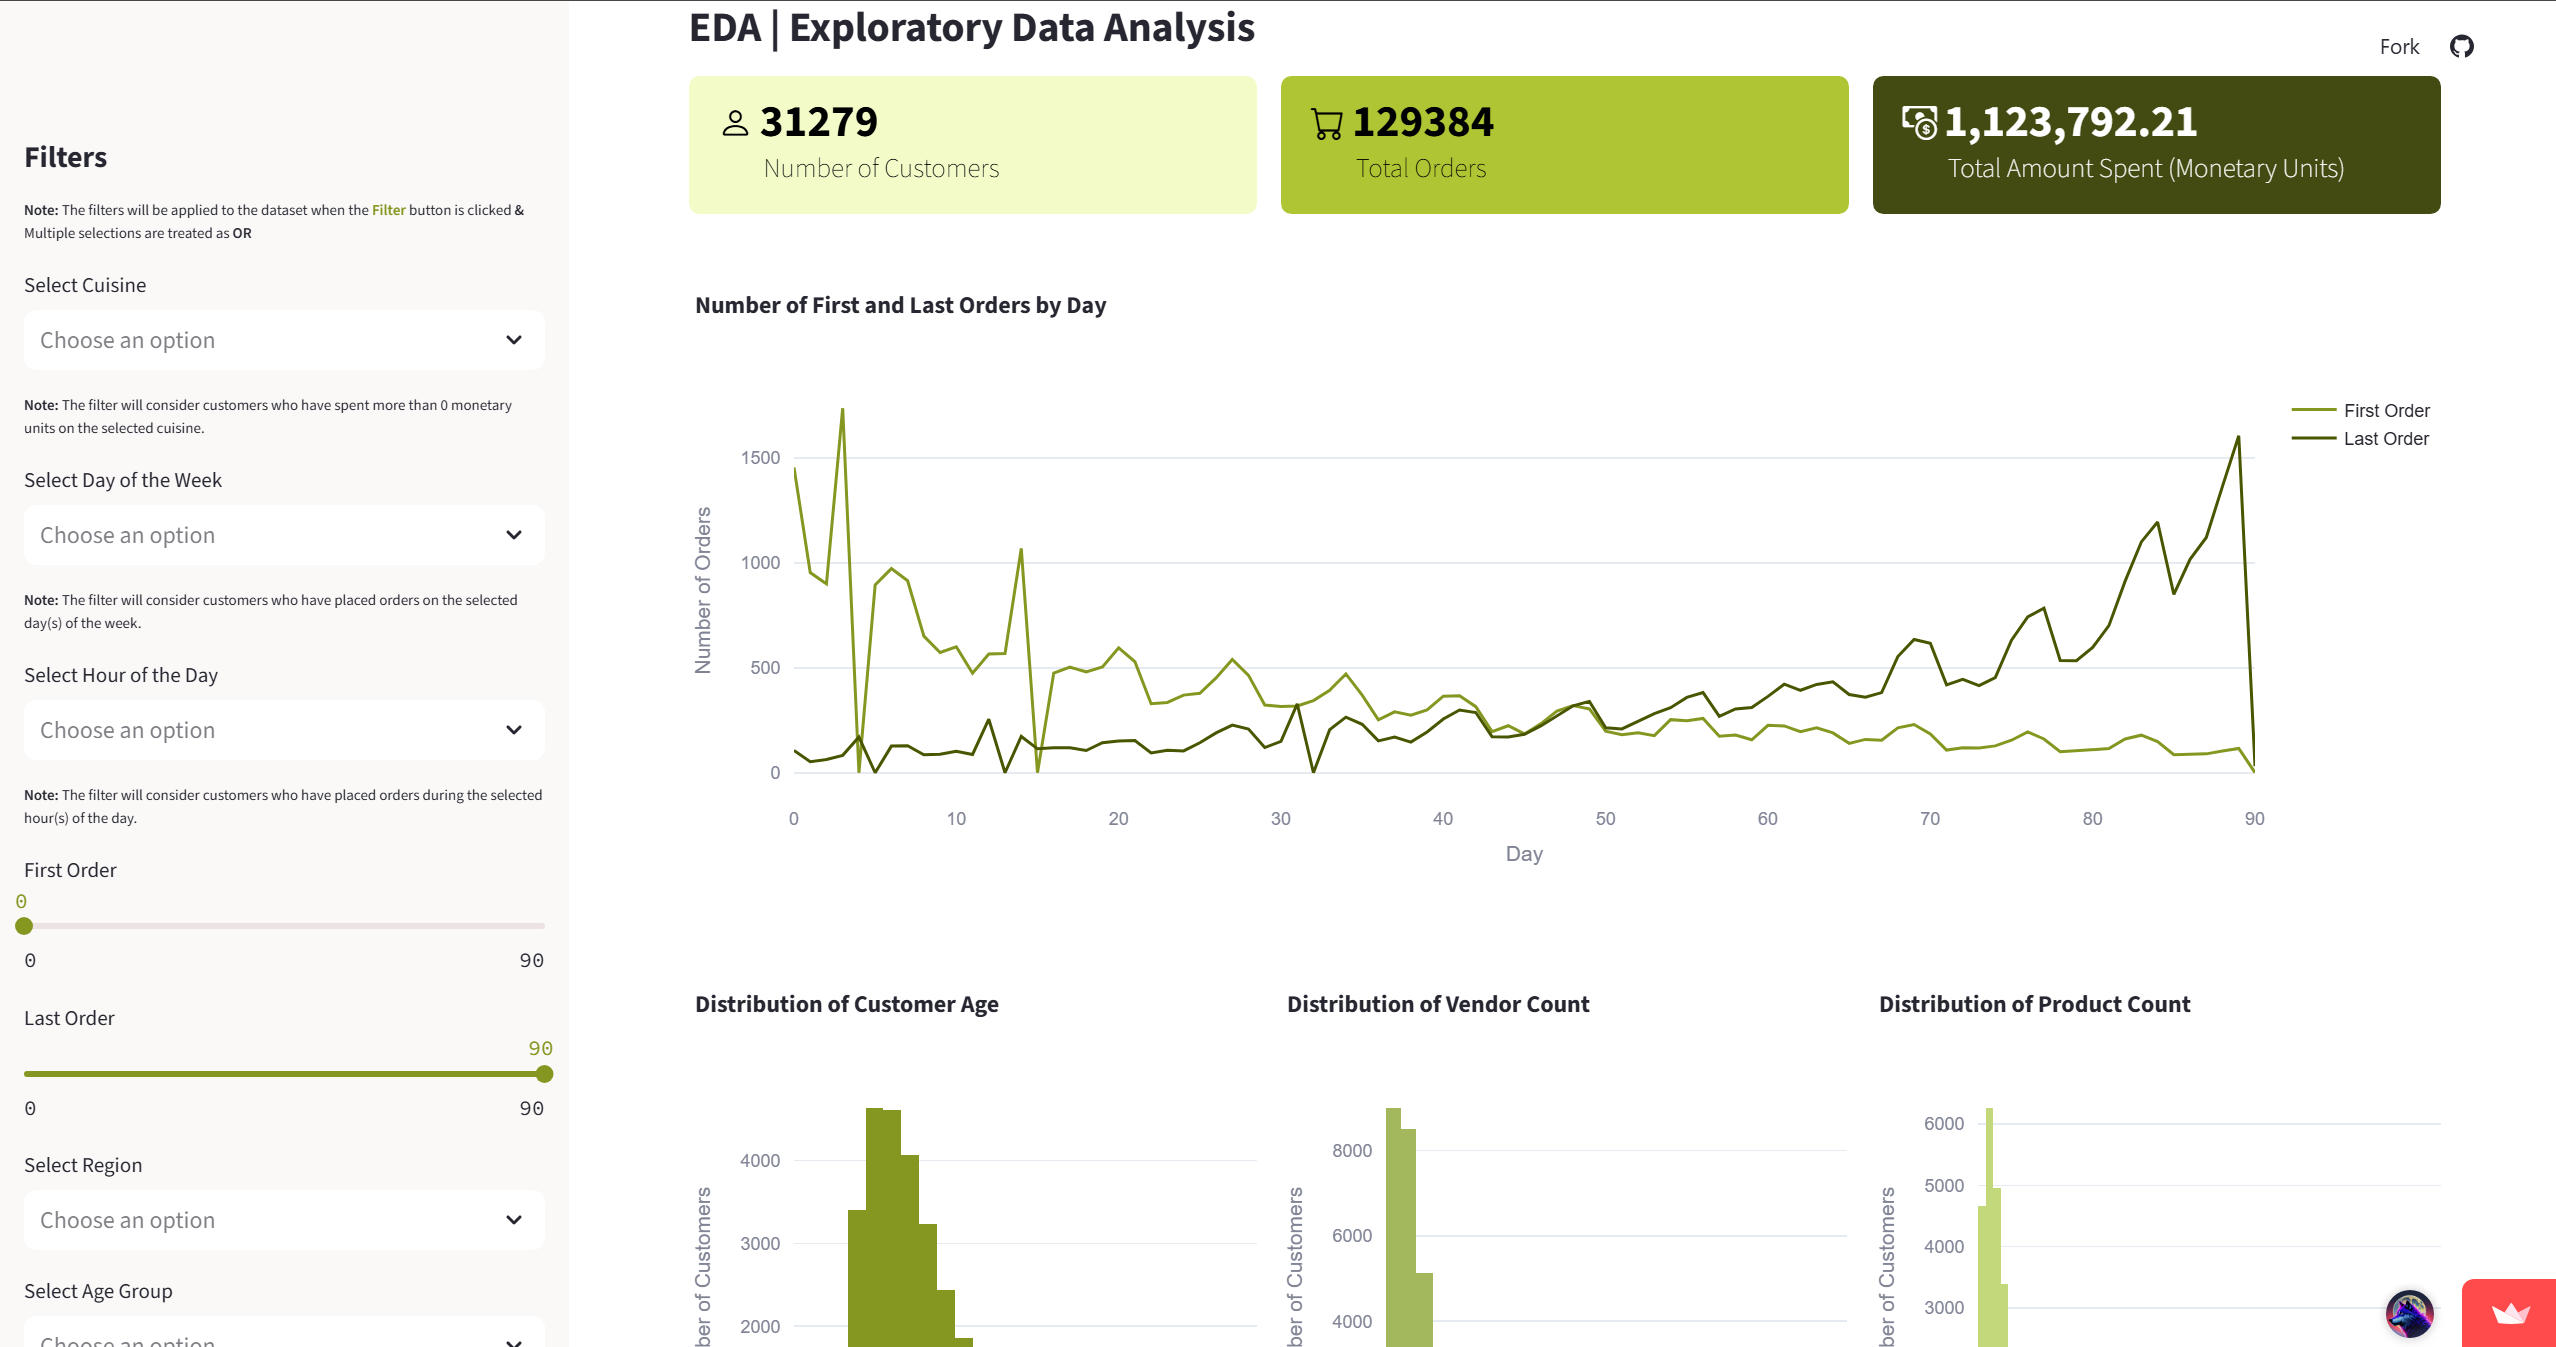 EDA | Exploratory Data Analysis
Fork
31279
Number of Customers
129384
Total Orders
1,123,792.21
Total Amount Spent (Monetary Units)
Filters
Note: The filters will be applied to the dataset when the Filter button is clicked &
Multiple selections are treated as OR
Select Cuisine
Choose an option
Note: The filter will consider customers who have spent more than 0 monetary
units on the selected cuisine.
Select Day of the Week
Choose an option
Note: The filter will consider customers who have placed orders on the selected
day(s) of the week.
Select Hour of the Day
Choose an option
Note: The filter will consider customers who have placed orders during the selected
hour(s) of the day.
First Order
0
0 90
Last Order
90
0 90
Select Region
Choose an option
Select Age Group
Choose an option
Number of First and Last Orders by Day
First Order
Last Order
Number of Orders
1500
1000
500
0
0 10 20 30 40 50 60 70 80 90
Day
Distribution of Customer Age
4000
3000
2000
ber of Customers
Distribution of Vendor Count
8000
6000
4000
ber of Customers
Distribution of Product Count
6000
5000
4000
3000
ber of Customers